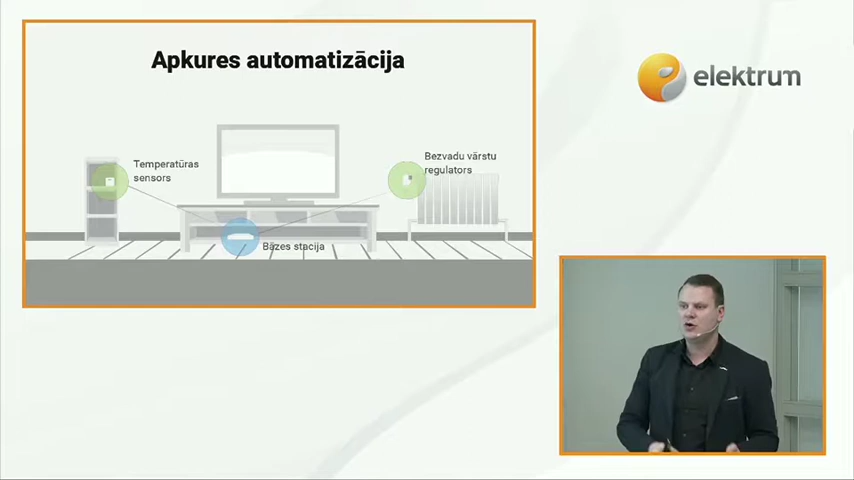 Apkures automatizācija
elektrum
Temperatūras
sensors
Bezvadu vārstu
regulators
Bāzes stacija